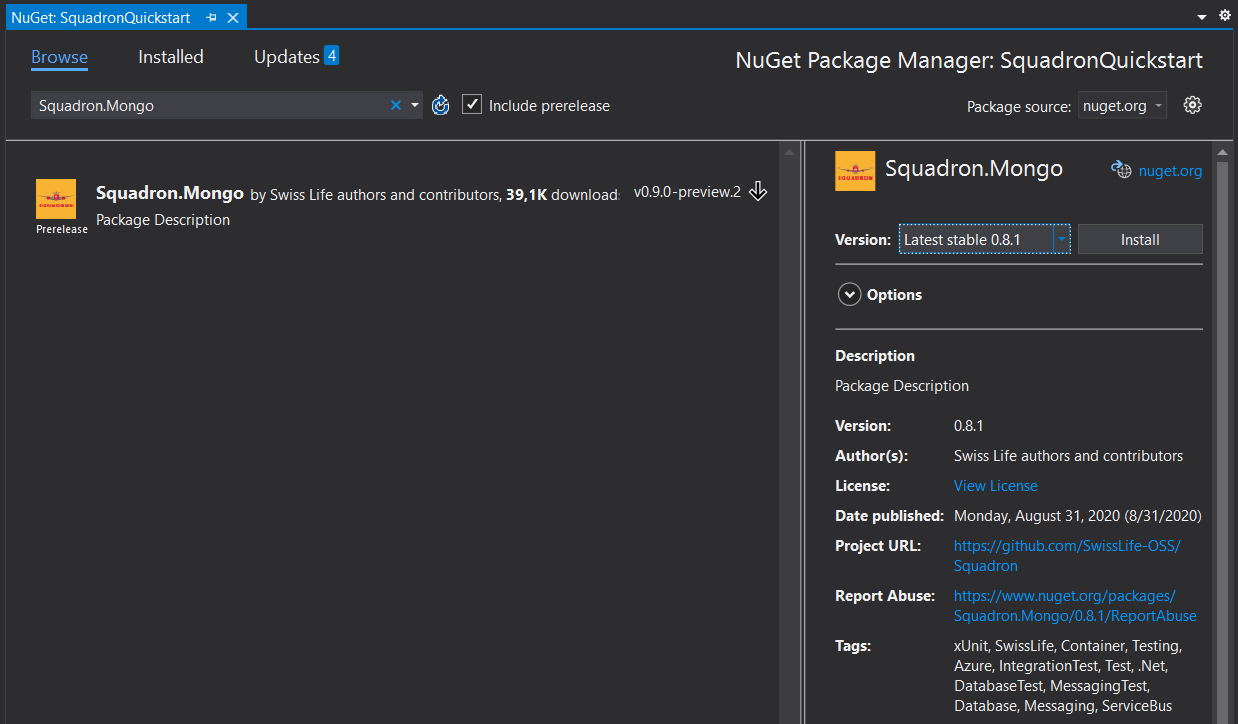 NuGet: SquadronQuickstart
Browse Installed Updates 4
NuGet Package Manager: SquadronQuickstart
Squadron.Mongo
Include prerelease
Package source: nuget.org
SQUADRON
Prerelease
Squadron.Mongo by Swiss Life authors and contributors, 39,1K downloads
v0.9.0-preview.2
Package Description
SQUADRON
Squadron.Mongo
nuget.org
Version: Latest stable 0.8.1 Install
Options
Description
Package Description
Version: 0.8.1
Author(s): Swiss Life authors and contributors
License: View License
Date published: Monday, August 31, 2020 (8/31/2020)
Project URL: https://github.com/SwissLife-OSS/
Squadron
Report Abuse: https://www.nuget.org/packages/
Squadron.Mongo/0.8.1/ReportAbuse
Tags: xUnit, SwissLife, Container, Testing,
Azure, IntegrationTest, Test, .Net,
DatabaseTest, MessagingTest,
Database, Messaging, ServiceBus